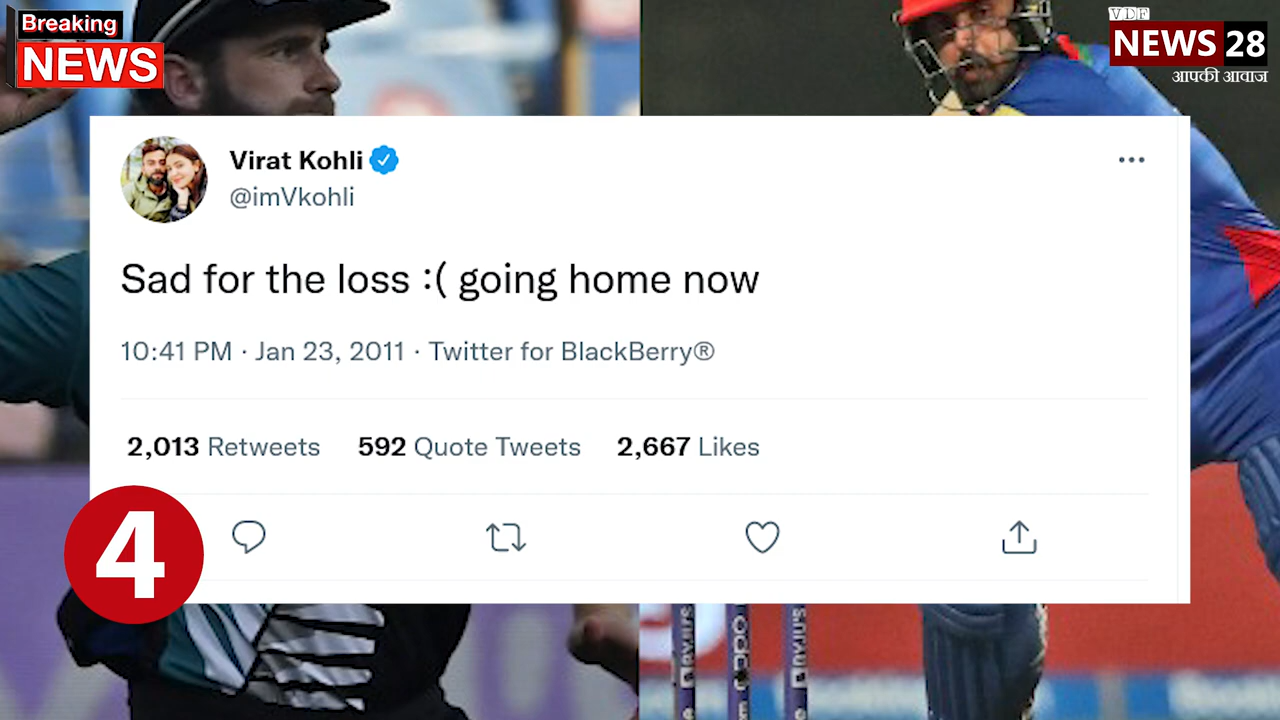 Breaking
NEWS
VDF
NEWS 28
आपकी आवाज
Virat Kohli
@imVkohli
Sad for the loss :( going home now
10:41 PM · Jan 23, 2011 · Twitter for BlackBerry®
2,013 Retweets 592 Quote Tweets 2,667 Likes
4
oppo